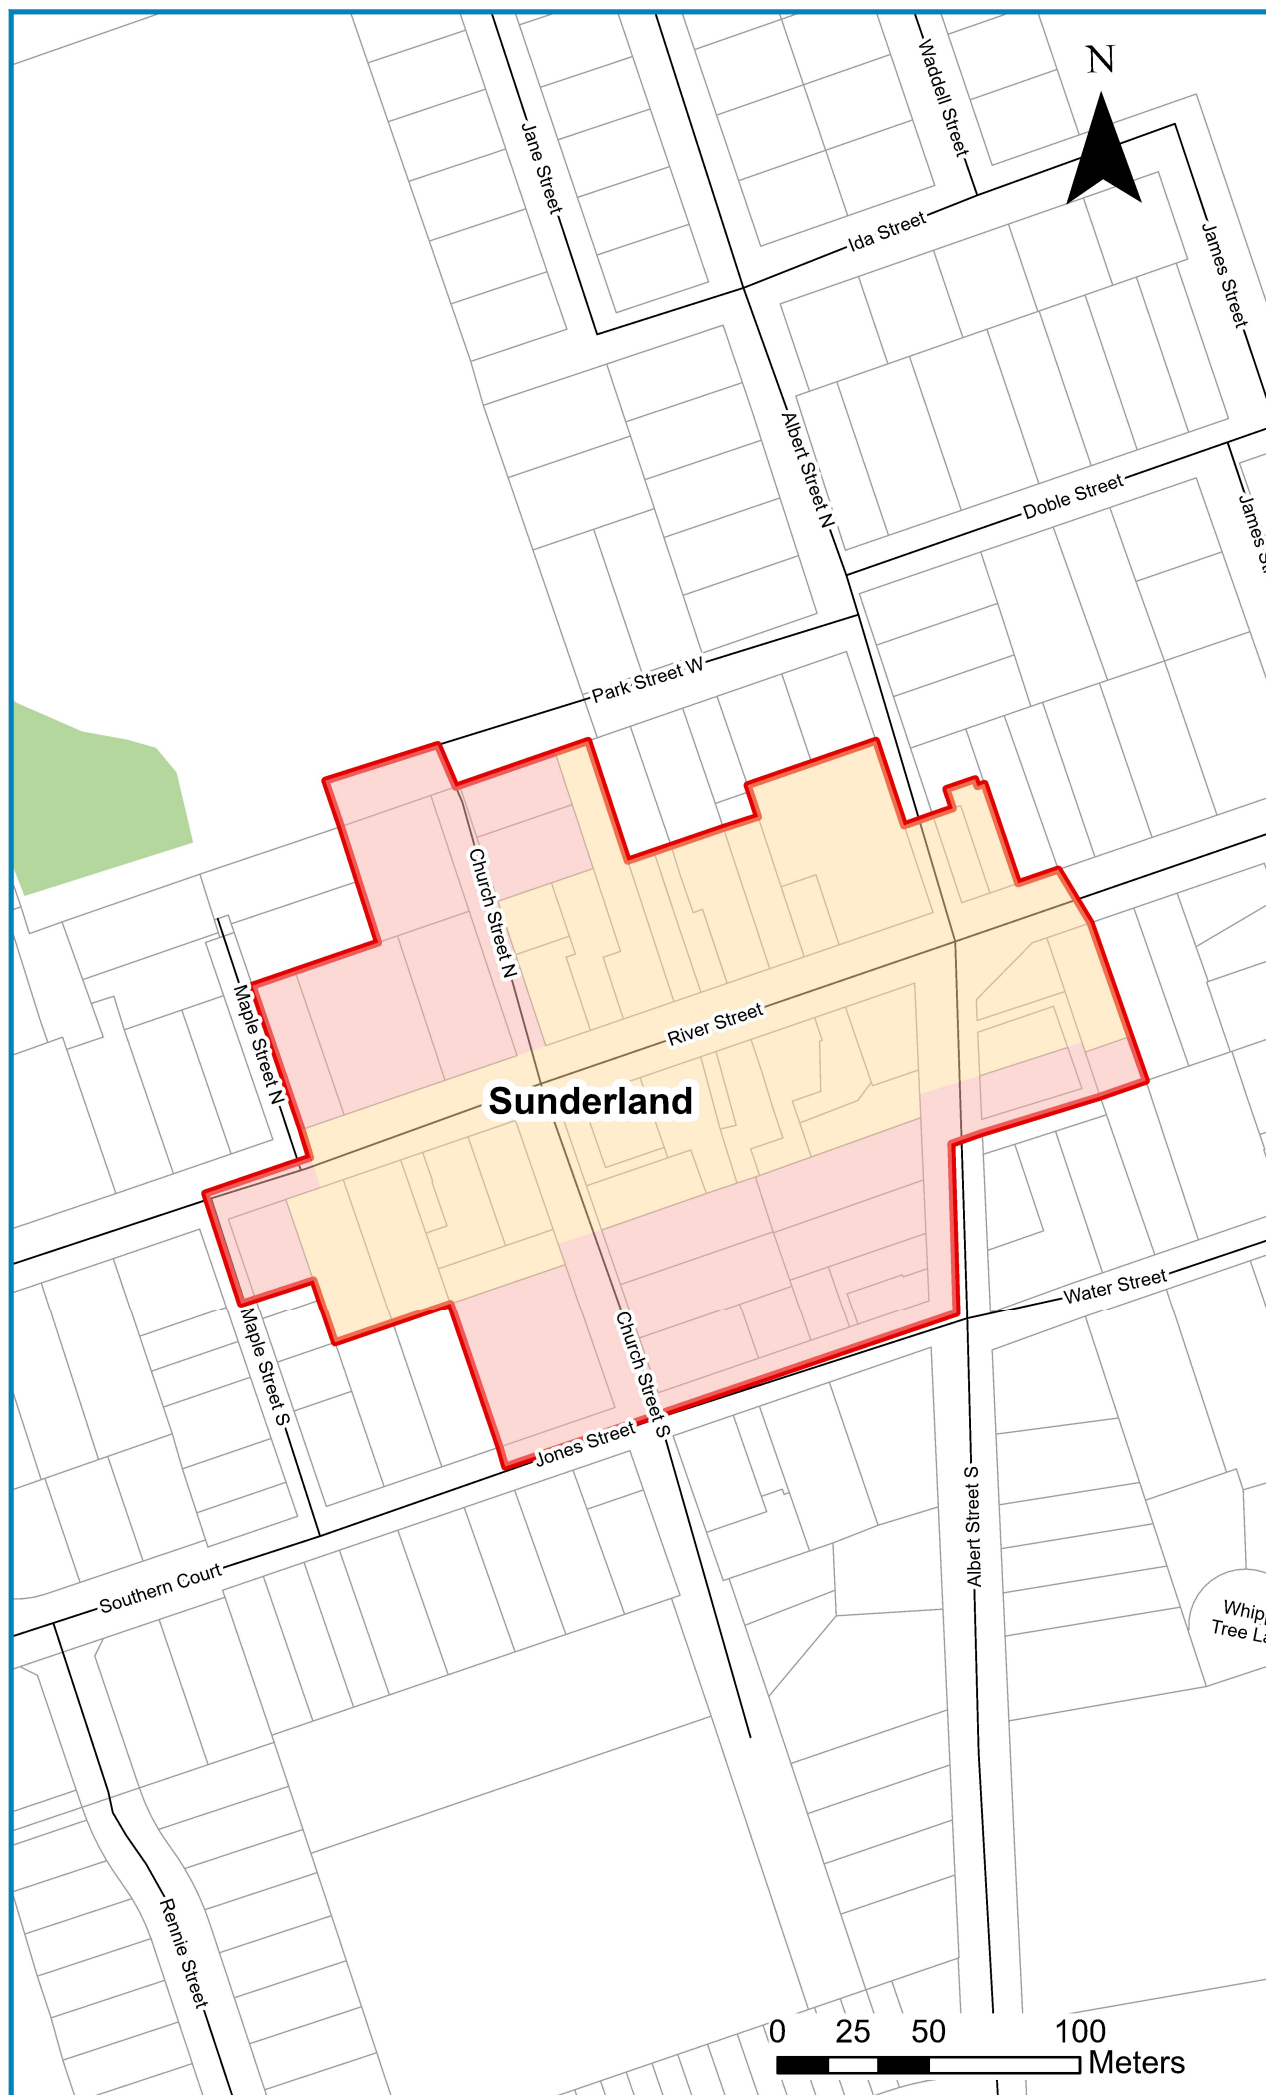 N
Waddell Street
Jane Street
Ida Street
James Street
Albert Street N
Doble Street
James St
Park Street W
Church Street N
Maple Street N
River Street
Sunderland
Water Street
Maple Street S
Church Street S
Jones Street
Albert Street S
Southern Court
Whipp
Tree La
Rennie Street
0 25 50 100
Meters